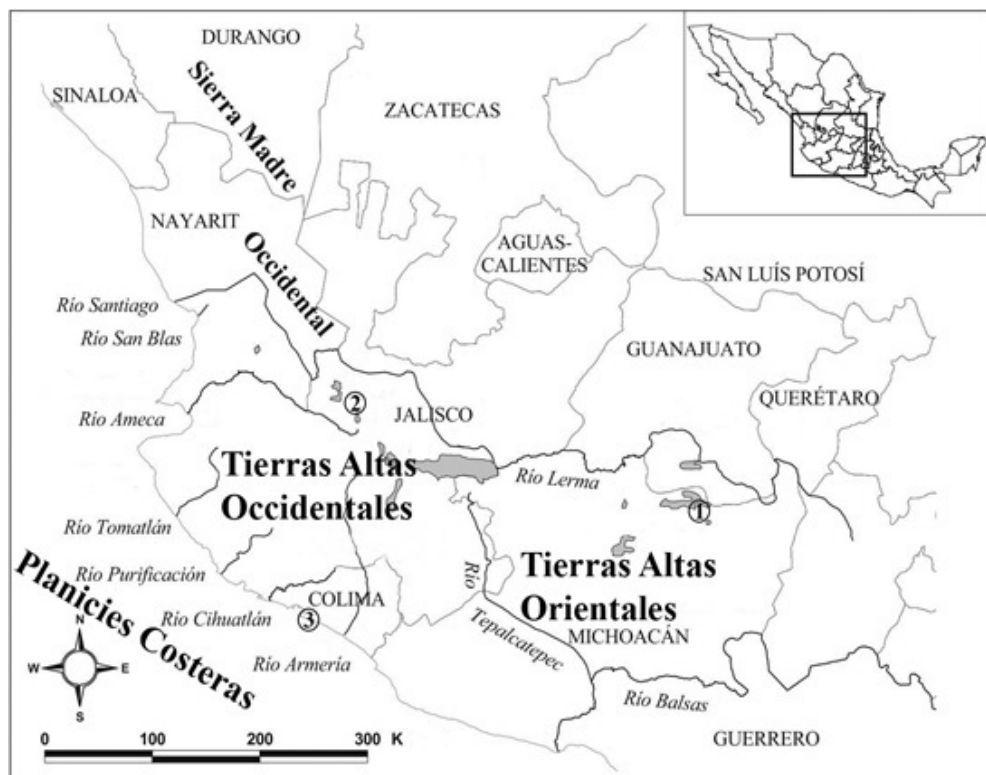 DURANGO
SINALOA
Sierra Madre
ZACATECAS
NAYARIT
Occidental
AGUAS-
CALIENTES
SAN LUÍS POTOSÍ
Río Santiago
Río San Blas
GUANAJUATO
QUERÉTARO
Río Ameca
2
JALISCO
Tierras Altas
Occidentales
Río Lerma
1
Río Tomatlán
Tierras Altas
Orientales
Río Purificación
Planicies Costeras
COLIMA
Río Tepalcatepec
MICHOACÁN
Río Cihuatlán
3
Río Armería
Río Balsas
GUERRERO
N
W
E
S
0 100 200 300 K